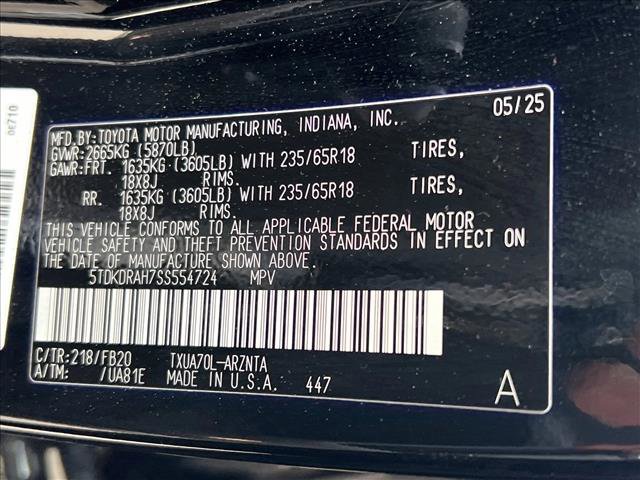 05/25
MFD.BY:TOYOTA MOTOR MANUFACTURING, INDIANA, INC.
GVWR:2665KG (5870LB)
GAWR:FRT. 1635KG (3605LB) WITH 235/65R18 TIRES,
18X8J RIMS.
RR. 1635KG (3605LB) WITH 235/65R18 TIRES,
18X8J RIMS.
THIS VEHICLE CONFORMS TO ALL APPLICABLE FEDERAL MOTOR
VEHICLE SAFETY AND THEFT PREVENTION STANDARDS IN EFFECT ON
THE DATE OF MANUFACTURE SHOWN ABOVE.
5TDKDRAH7SS554724 MPV
C/TR:218/FB20 TXUA70L-ARZNTA
A/TM: /UA81E MADE IN U.S.A. 447
A